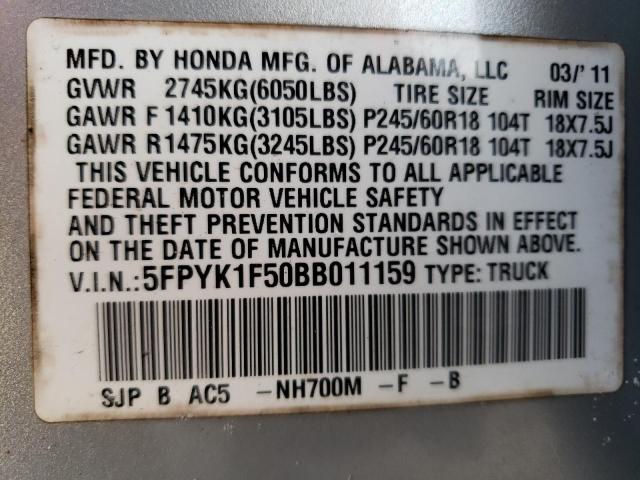 MFD. BY HONDA MFG. OF ALABAMA, LLC 03/'11
GVWR 2745KG(6050LBS) TIRE SIZE RIM SIZE
GAWR F 1410KG(3105LBS) P245/60R18 104T 18X7.5J
GAWR R 1475KG(3245LBS) P245/60R18 104T 18X7.5J
THIS VEHICLE CONFORMS TO ALL APPLICABLE
FEDERAL MOTOR VEHICLE SAFETY
AND THEFT PREVENTION STANDARDS IN EFFECT
ON THE DATE OF MANUFACTURE SHOWN ABOVE.
V.I.N.:5FPYK1F50BB011159 TYPE: TRUCK
SJP B AC5 -NH700M -F -B